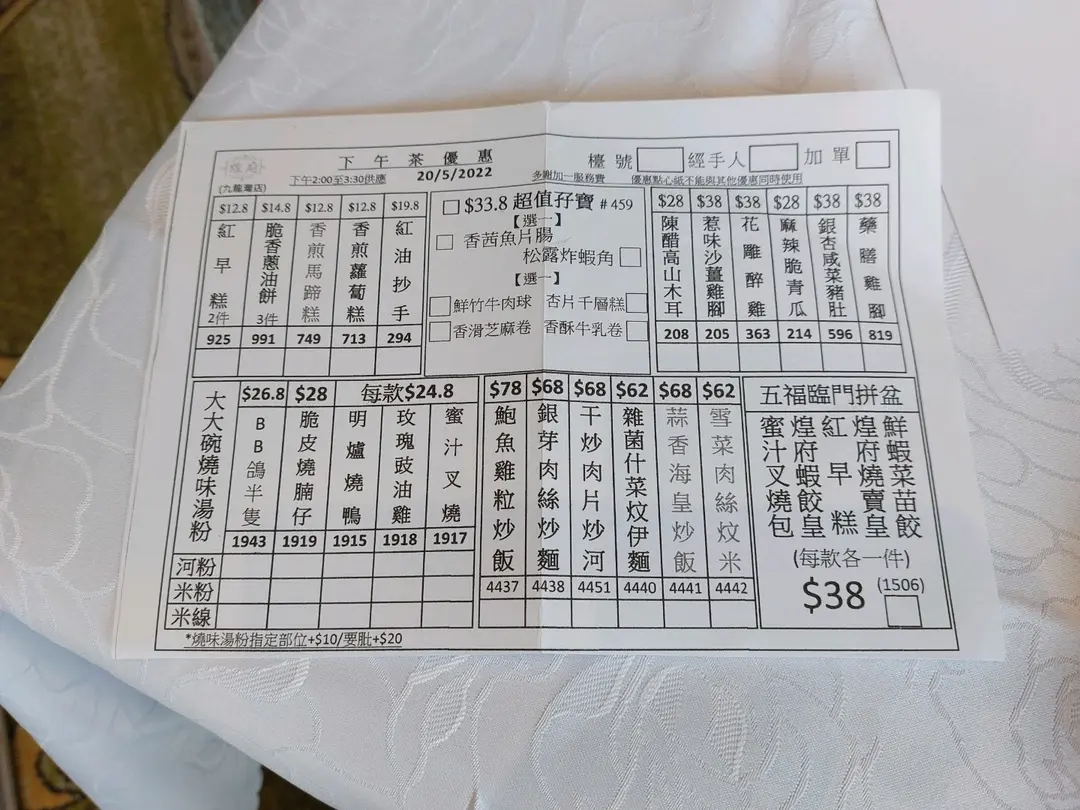 煌府
(九龍灣店)
下午茶優惠
下午2:00至3:30供應
20/5/2022
多謝加一服務費
優惠點心紙不能與其他優惠同時使用
檯號
經手人
加單
$12.8
紅早糕
2件
925
$14.8
脆香蔥油餅
3件
991
$12.8
香煎馬蹄糕
749
$12.8
香煎蘿蔔糕
713
$19.8
紅油抄手
294
$33.8 超值孖寶 #459
【選一】
香茜魚片腸
松露炸蝦角
【選一】
鮮竹牛肉球
杏片千層糕
香滑芝麻卷
香酥牛乳卷
$28
陳醋高山木耳
208
$38
惹味沙薑雞腳
205
$38
花雕醉雞
363
$28
麻辣脆青瓜
214
$38
銀杏咸菜豬肚
596
$38
藥膳雞腳
819
大大碗燒味湯粉
$26.8
BB鴿半隻
1943
$28
脆皮燒腩仔
1919
每款$24.8
明爐燒鴨
1915
玫瑰豉油雞
1918
蜜汁叉燒
1917
河粉
米粉
米線
*燒味湯粉指定部位+$10/要肶+$20
$78
鮑魚雞粒炒飯
4437
$68
銀芽肉絲炒麵
4438
$68
干炒肉片炒河
4451
$62
雜菌什菜炆伊麵
4440
$68
蒜香海皇炒飯
4441
$62
雪菜肉絲炆米
4442
五福臨門拼盆
蜜汁叉燒包
煌府蝦餃皇
紅早糕
煌府燒賣皇
鮮蝦菜苗餃
(每款各一件)
$38
(1506)